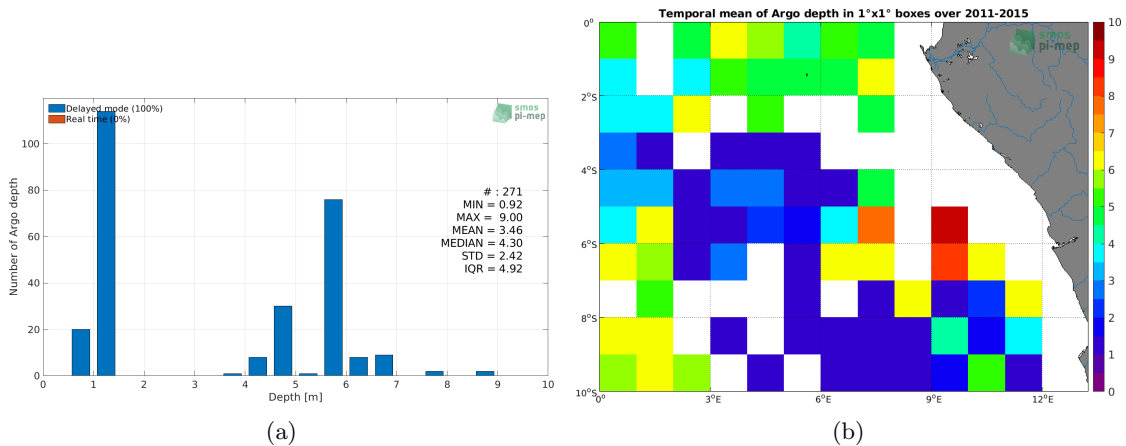 Delayed mode (100%)
Real time (0%)
smos
pi-mep
Number of Argo depth
100
80
60
40
20
0
# : 271
MIN = 0.92
MAX = 9.00
MEAN = 3.46
MEDIAN = 4.30
STD = 2.42
IQR = 4.92
0 1 2 3 4 5 6 7 8 9 10
Depth [m]
(a)
Temporal mean of Argo depth in 1°x1° boxes over 2011-2015
smos
pi-mep
0°
2°S
4°S
6°S
8°S
10°S
0° 3°E 6°E 9°E 12°E
10
9
8
7
6
5
4
3
2
1
0
(b)